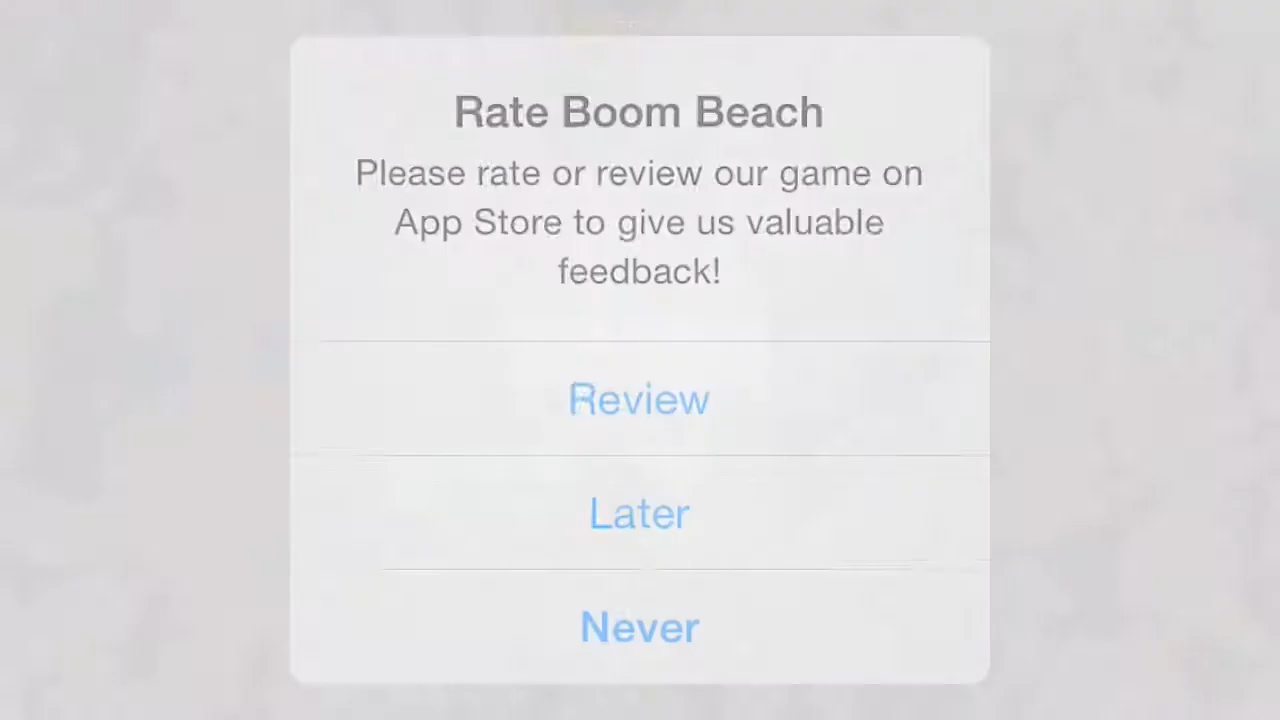 Rate Boom Beach
Please rate or review our game on
App Store to give us valuable
feedback!
Review
Later
Never